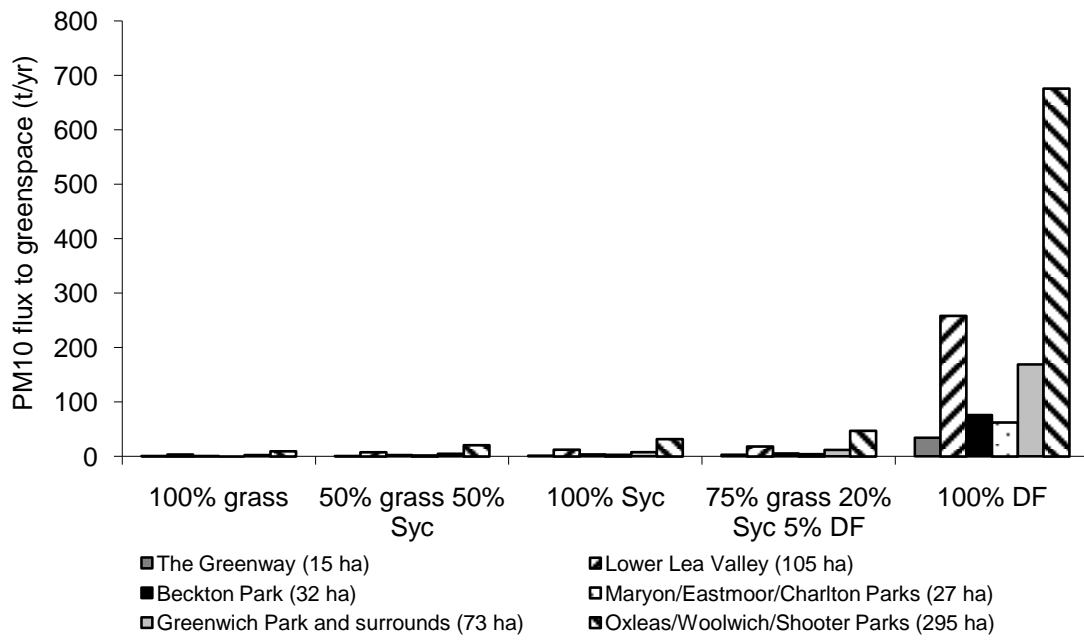 PM10 flux to greenspace (t/yr)
800
700
600
500
400
300
200
100
0
100% grass
50% grass 50%
Syc
100% Syc
75% grass 20%
Syc 5% DF
100% DF
The Greenway (15 ha)
Lower Lea Valley (105 ha)
Beckton Park (32 ha)
Maryon/Eastmoor/Charlton Parks (27 ha)
Greenwich Park and surrounds (73 ha)
Oxleas/Woolwich/Shooter Parks (295 ha)